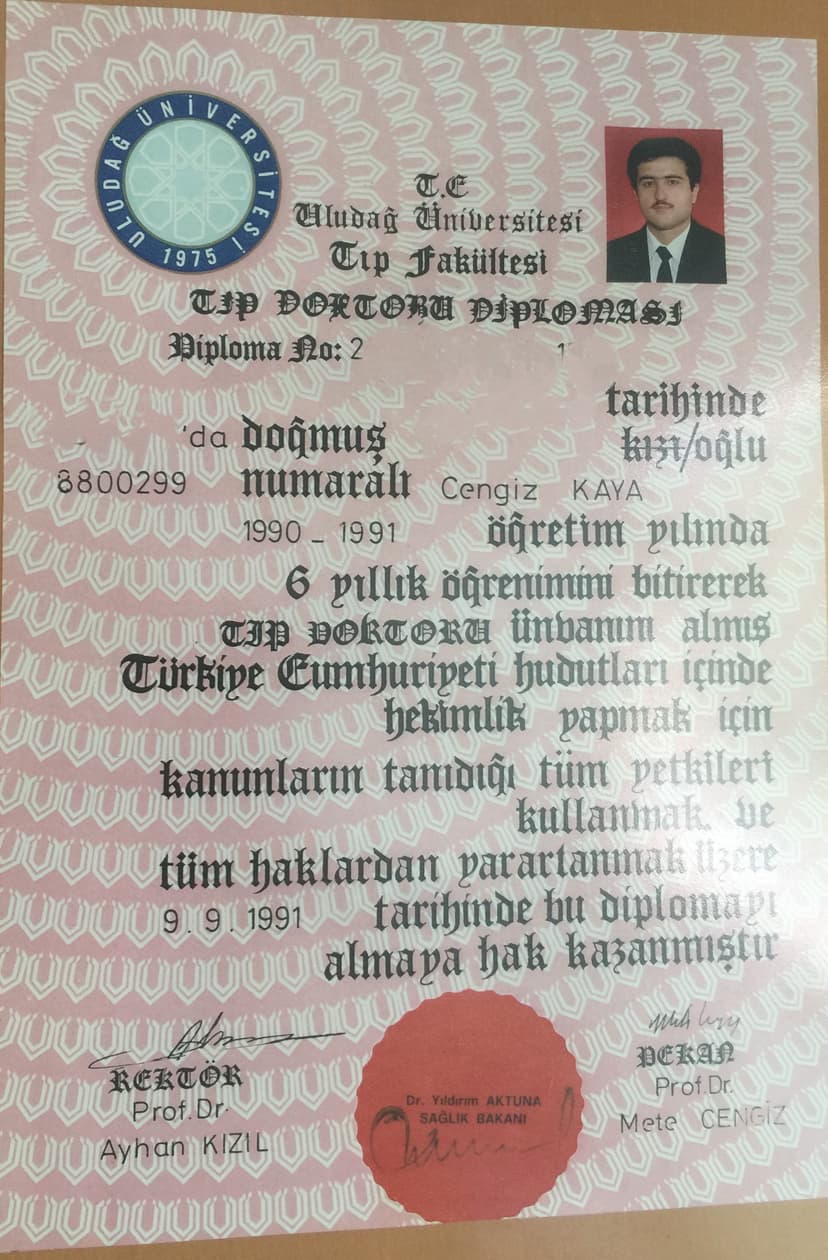 ULUDAĞ ÜNİVERSİTESİ
1975
T.C
Uludağ Üniversitesi
Tıp Fakültesi
TIP DOKTORU DİPLOMASI
Diploma No: 2 1
tarihinde
'da doğmuş kızı/oğlu
8800299 numaralı Cengiz KAYA
1990 - 1991 öğretim yılında
6 yıllık öğrenimini bitirerek
TIP DOKTORU ünvanını almış
Türkiye Cumhuriyeti hudutları içinde
hekimlik yapmak için
kanunların tanıdığı tüm yetkileri
kullanmak ve
tüm haklardan yarartanmak üzere
9.9.1991 tarihinde bu diplomayı
almaya hak kazanmıştır
REKTÖR
Prof.Dr.
Ayhan KIZIL
Dr. Yıldırım AKTUNA
SAĞLIK BAKANI
DEKAN
Prof.Dr.
Mete CENGİZ